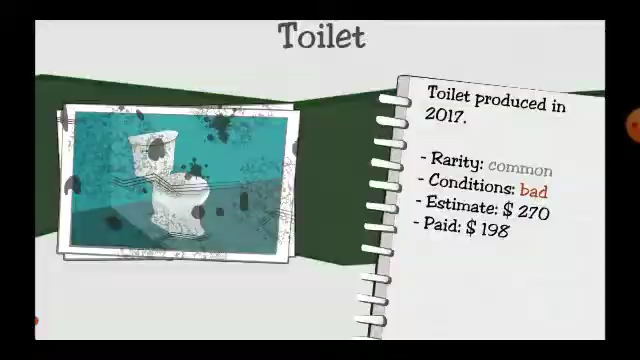 Toilet
Toilet produced in
2017.
- Rarity: common
- Conditions: bad
- Estimate: $ 270
- Paid: $ 198